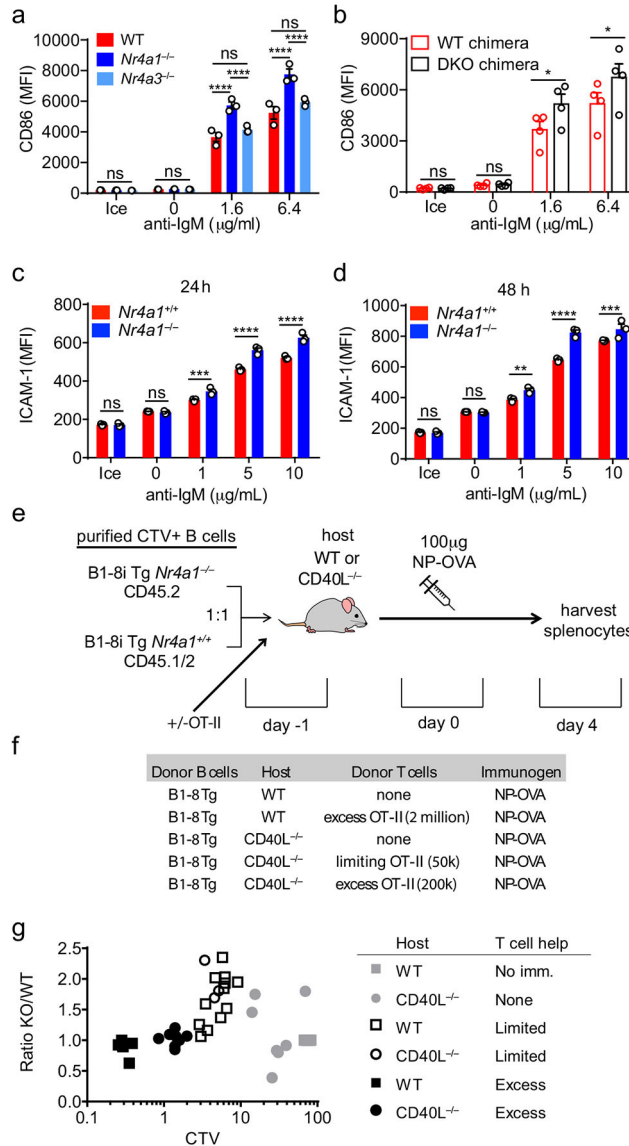 a
WT
Nr4a1–/–
Nr4a3–/–
CD86 (MFI)
10000
8000
6000
4000
2000
0
ns
ns
ns
****
****
ns
****
****
Ice
0
1.6
6.4
anti-IgM (μg/ml)
b
WT chimera
DKO chimera
CD86 (MFI)
9000
6000
3000
0
ns
ns
*
*
Ice
0
1.6
6.4
anti-IgM (μg/mL)
c
24 h
Nr4a1+/+
Nr4a1–/–
ICAM-1 (MFI)
800
600
400
200
0
ns
ns
***
****
****
Ice
0
1
5
10
anti-IgM (μg/mL)
d
48 h
Nr4a1+/+
Nr4a1–/–
ICAM-1 (MFI)
1000
800
600
400
200
0
ns
ns
**
****
***
Ice
0
1
5
10
anti-IgM (μg/mL)
e
purified CTV+ B cells
B1-8i Tg Nr4a1–/–
CD45.2
1:1
B1-8i Tg Nr4a1+/+
CD45.1/2
+/-OT-II
host
WT or
CD40L–/–
100μg
NP-OVA
harvest
splenocytes
day -1
day 0
day 4
f
Donor B cells Host Donor T cells Immunogen
B1-8Tg WT none NP-OVA
B1-8Tg WT excess OT-II (2 million) NP-OVA
B1-8Tg CD40L–/– none NP-OVA
B1-8Tg CD40L–/– limiting OT-II (50k) NP-OVA
B1-8Tg CD40L–/– excess OT-II (200k) NP-OVA
g
Ratio KO/WT
2.5
2.0
1.5
1.0
0.5
0.0
0.1
1
10
100
CTV
Host T cell help
WT No imm.
CD40L–/– None
WT Limited
CD40L–/– Limited
WT Excess
CD40L–/– Excess